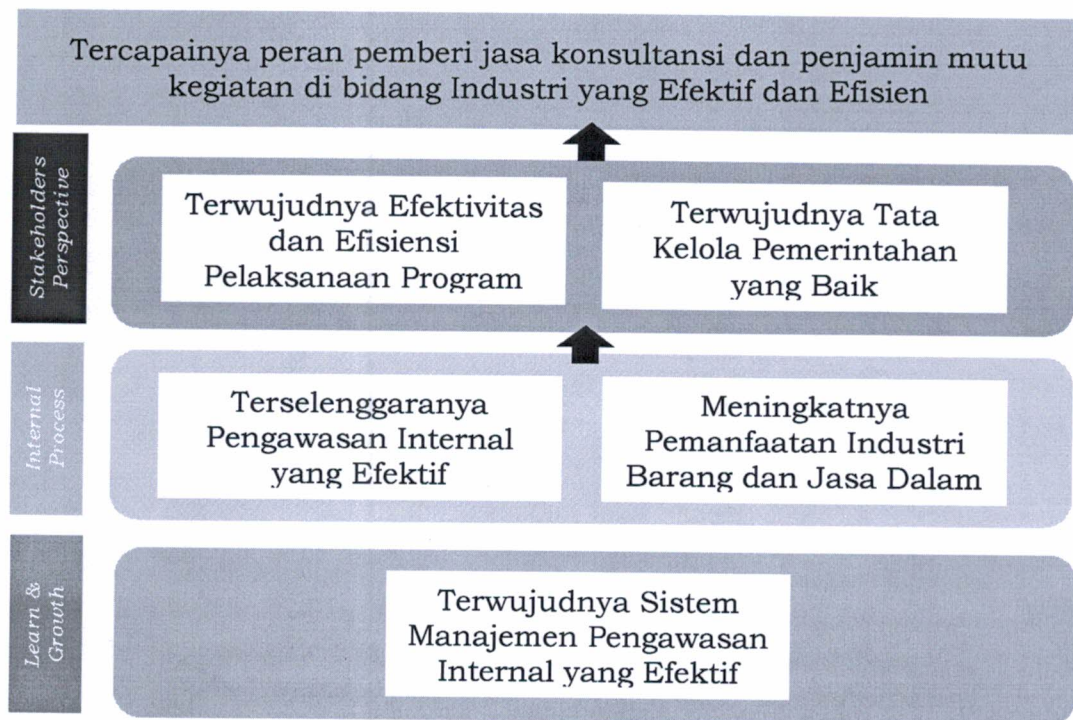 Tercapainya peran pemberi jasa konsultansi dan penjamin mutu
kegiatan di bidang Industri yang Efektif dan Efisien
Stakeholders
Perspective
Terwujudnya Efektivitas
dan Efisiensi
Pelaksanaan Program
Terwujudnya Tata
Kelola Pemerintahan
yang Baik
Internal
Process
Terselenggaranya
Pengawasan Internal
yang Efektif
Meningkatnya
Pemanfaatan Industri
Barang dan Jasa Dalam
Learn &
Growth
Terwujudnya Sistem
Manajemen Pengawasan
Internal yang Efektif